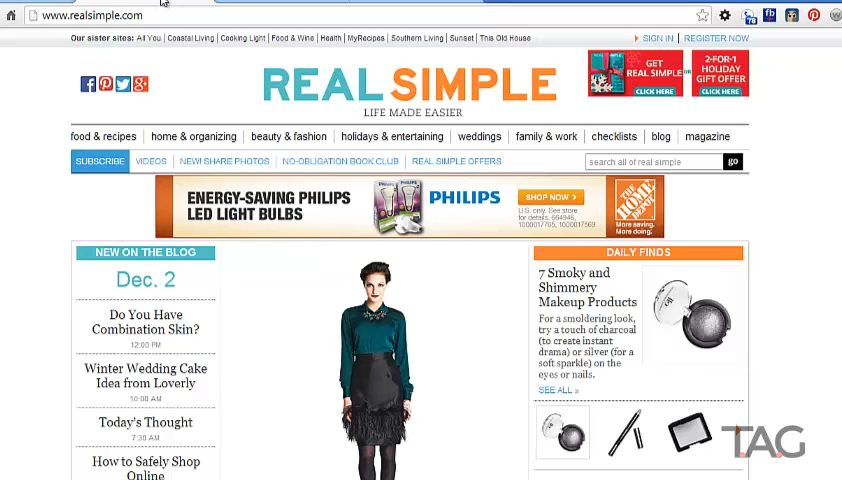 www.realsimple.com
78
fb
Our sister sites: All You | Coastal Living | Cooking Light | Food & Wine | Health | MyRecipes | Southern Living | Sunset | This Old House
SIGN IN | REGISTER NOW
REAL SIMPLE
LIFE MADE EASIER
GET
REAL SIMPLE
CLICK HERE
OR
2-FOR-1
HOLIDAY
GIFT OFFER
CLICK HERE
food & recipes | home & organizing | beauty & fashion | holidays & entertaining | weddings | family & work | checklists | blog | magazine
SUBSCRIBE | VIDEOS | NEW! SHARE PHOTOS | NO-OBLIGATION BOOK CLUB | REAL SIMPLE OFFERS
search all of real simple
go
ENERGY-SAVING PHILIPS
LED LIGHT BULBS
PHILIPS
SHOP NOW >
U.S. only. See store
for details. 664946,
1000017765, 1000017569
THE HOME DEPOT
More saving.
More doing.
NEW ON THE BLOG
Dec. 2
Do You Have
Combination Skin?
12:00 PM
Winter Wedding Cake
Idea from Loverly
10:00 AM
Today's Thought
7:30 AM
How to Safely Shop
Online
DAILY FINDS
7 Smoky and
Shimmery
Makeup Products
For a smoldering look,
try a touch of charcoal
(to create instant
drama) or silver (for a
soft sparkle) on the
eyes or nails.
SEE ALL »
TAG